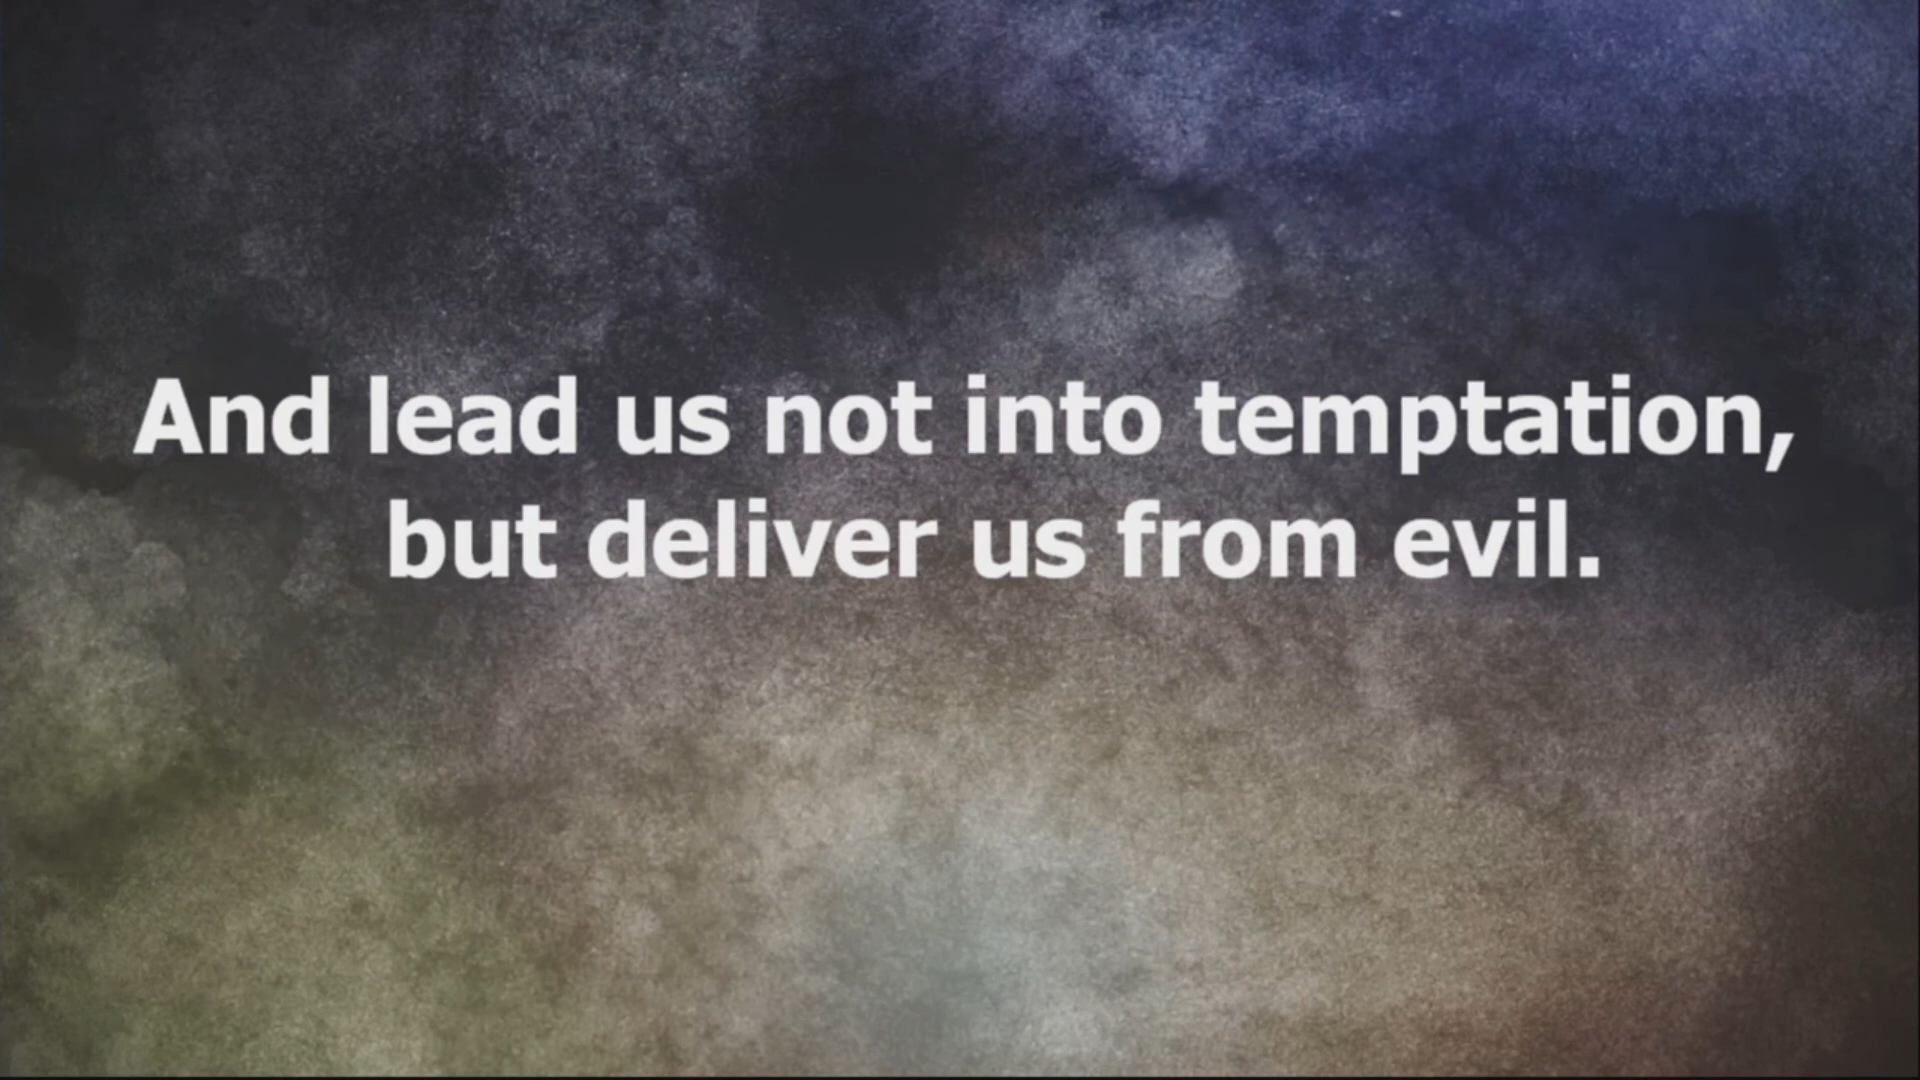 And lead us not into temptation,
but deliver us from evil.